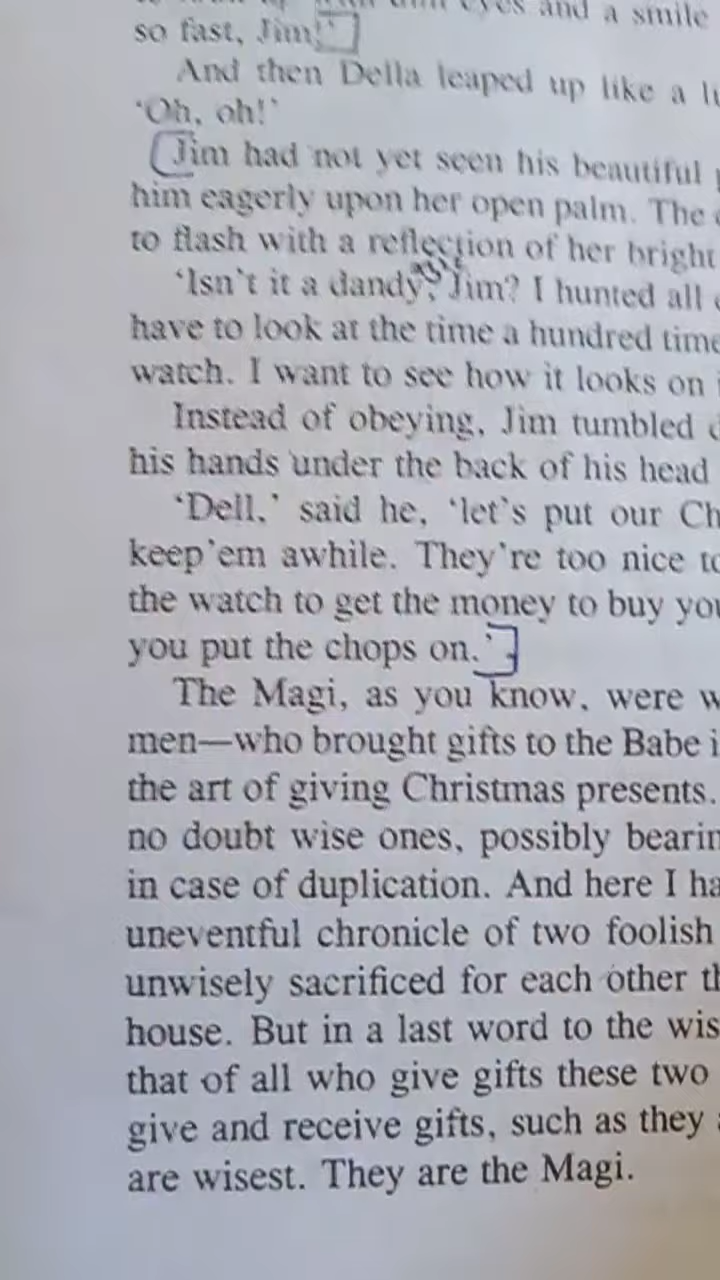 eyes and a smile
so fast, Jim!'
And then Della leaped up like a
'Oh, oh!'
Jim had not yet seen his beautiful
him eagerly upon her open palm. The
to flash with a reflection of her bright
'Isn't it a dandy, Jim? I hunted all
have to look at the time a hundred time
watch. I want to see how it looks on
Instead of obeying, Jim tumbled
his hands under the back of his head
'Dell,' said he, 'let's put our Ch
keep'em awhile. They're too nice to
the watch to get the money to buy you
you put the chops on.'
The Magi, as you know, were w
men—who brought gifts to the Babe i
the art of giving Christmas presents.
no doubt wise ones, possibly bearin
in case of duplication. And here I ha
uneventful chronicle of two foolish
unwisely sacrificed for each other th
house. But in a last word to the wis
that of all who give gifts these two
give and receive gifts, such as they
are wisest. They are the Magi.